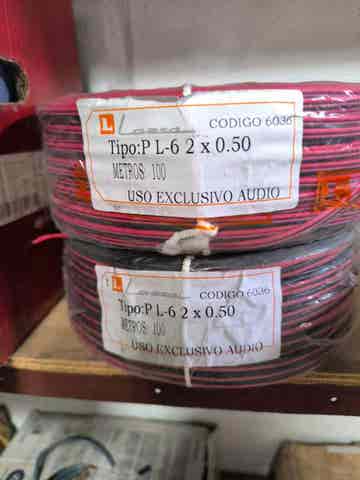 L CODIGO 6036
Tipo:P L-6 2 x 0.50
METROS: 100
USO EXCLUSIVO AUDIO
L CODIGO 6036
Tipo:P L-6 2 x 0.50
METROS: 100
USO EXCLUSIVO AUDIO